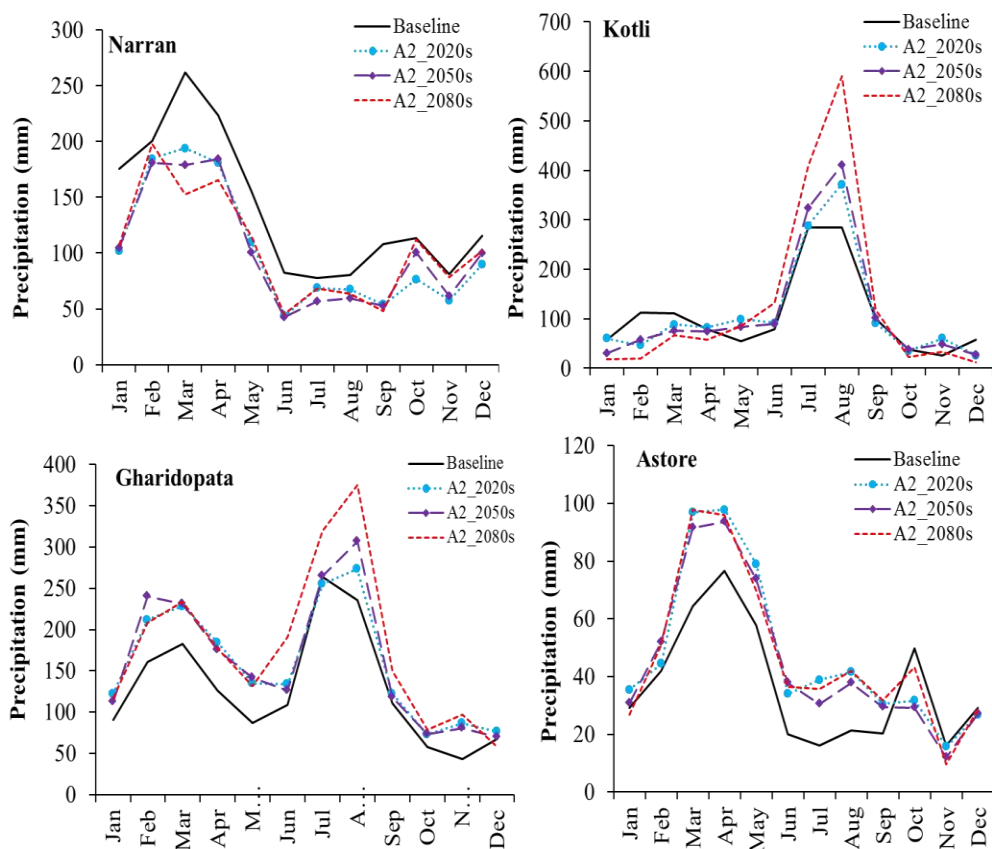 Narran
Baseline
A2_2020s
A2_2050s
A2_2080s
Precipitation (mm)
300
250
200
150
100
50
0
Jan Feb Mar Apr May Jun Jul Aug Sep Oct Nov Dec
Kotli
Baseline
A2_2020s
A2_2050s
A2_2080s
Precipitation (mm)
700
600
500
400
300
200
100
0
Jan Feb Mar Apr May Jun Jul Aug Sep Oct Nov Dec
Gharidopata
Baseline
A2_2020s
A2_2050s
A2_2080s
Precipitation (mm)
400
350
300
250
200
150
100
50
0
Jan Feb Mar Apr M… Jun Jul A… Sep Oct N… Dec
Astore
Baseline
A2_2020s
A2_2050s
A2_2080s
Precipitation (mm)
120
100
80
60
40
20
0
Jan Feb Mar Apr May Jun Jul Aug Sep Oct Nov Dec